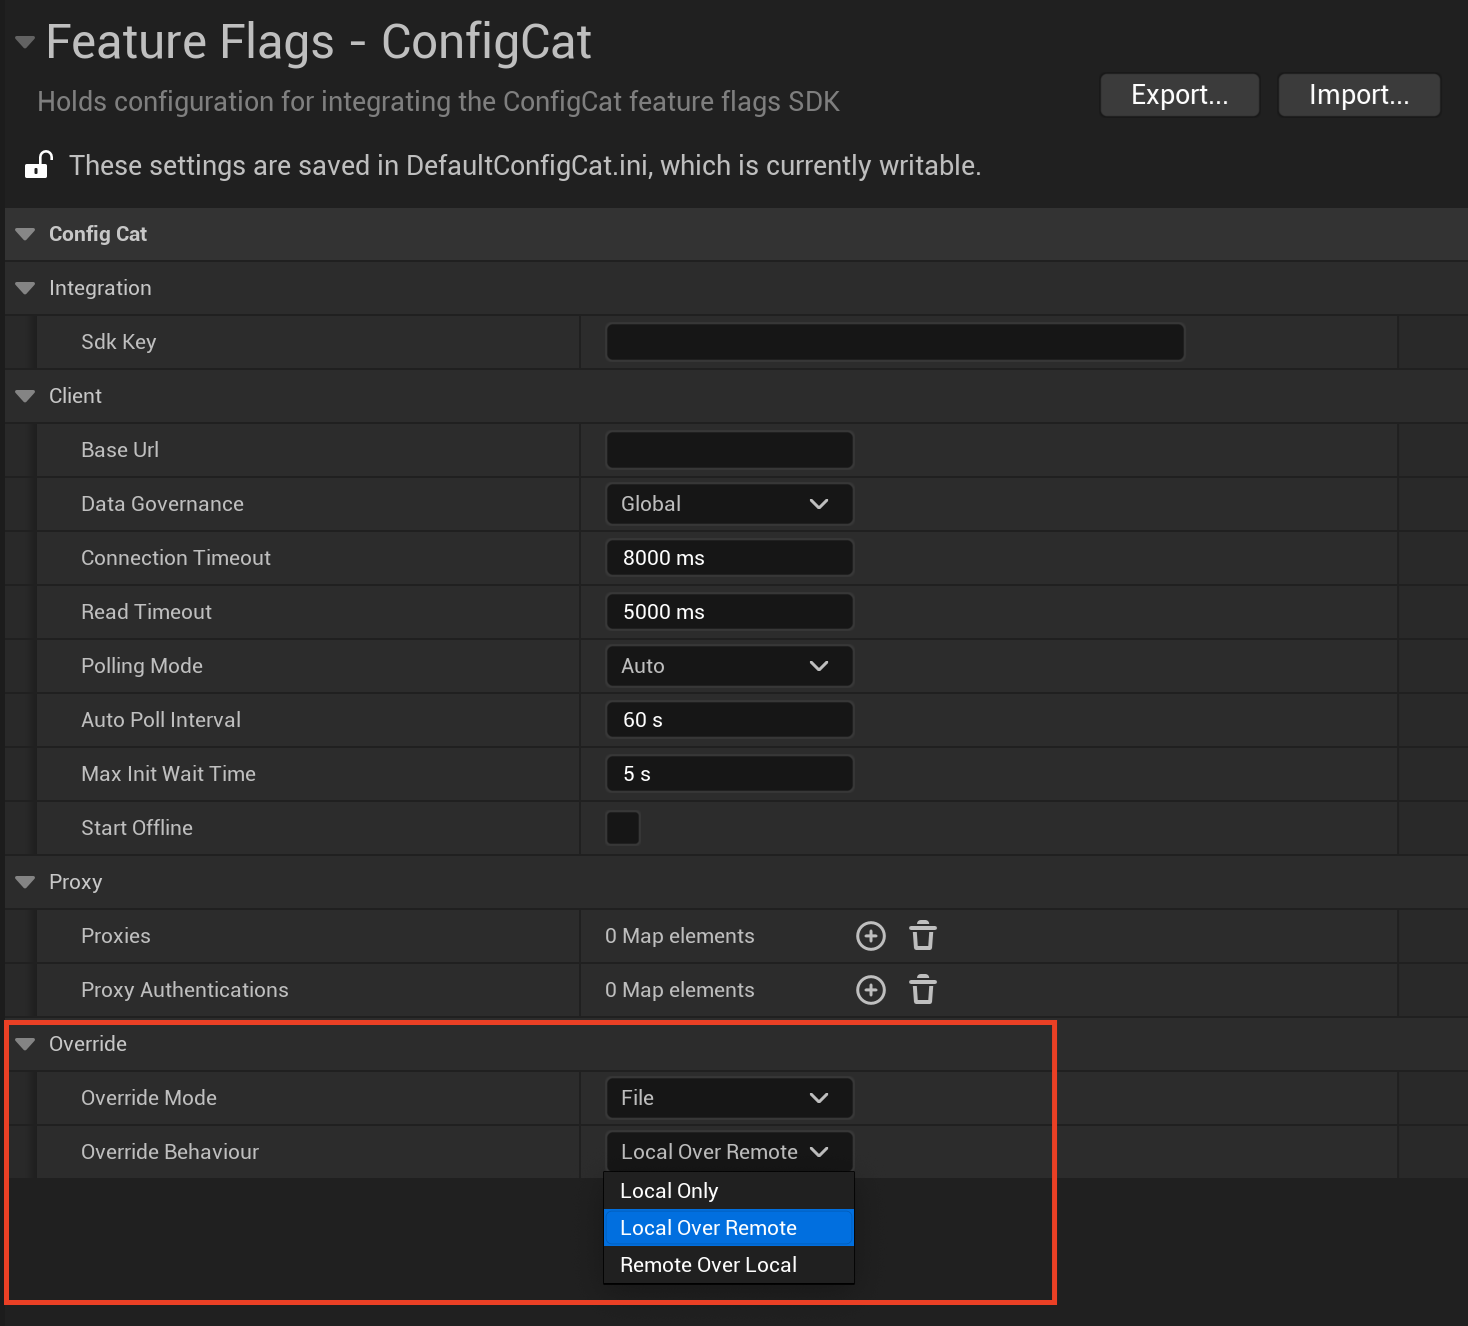 Feature Flags - ConfigCat
Holds configuration for integrating the ConfigCat feature flags SDK
Export...
Import...
These settings are saved in DefaultConfigCat.ini, which is currently writable.
Config Cat
Integration
Sdk Key
Client
Base Url
Data Governance
Global
Connection Timeout
8000 ms
Read Timeout
5000 ms
Polling Mode
Auto
Auto Poll Interval
60 s
Max Init Wait Time
5 s
Start Offline
Proxy
Proxies
0 Map elements
Proxy Authentications
0 Map elements
Override
Override Mode
File
Override Behaviour
Local Over Remote
Local Only
Local Over Remote
Remote Over Local